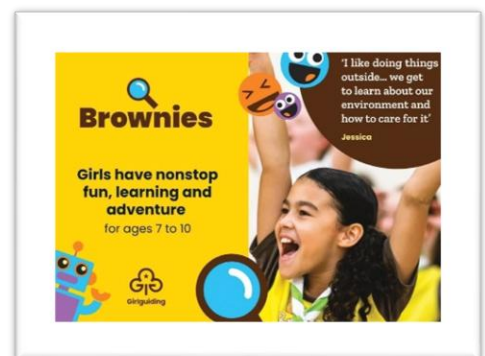 Brownies
Girls have nonstop
fun, learning and
adventure
for ages 7 to 10
Girlguiding
'I like doing things
outside... we get
to learn about our
environment and
how to care for it'
Jessica